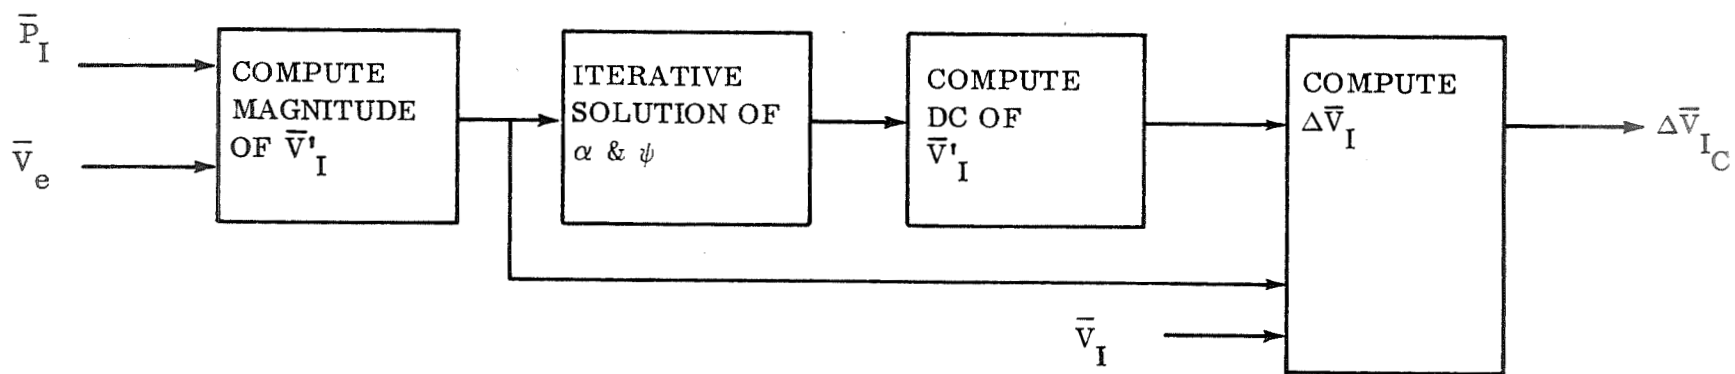 P̅_I
V̅_e
COMPUTE
MAGNITUDE
OF V̅'_I
ITERATIVE
SOLUTION OF
α & ψ
COMPUTE
DC OF
V̅'_I
COMPUTE
ΔV̅_I
V̅_I
ΔV̅_I_C